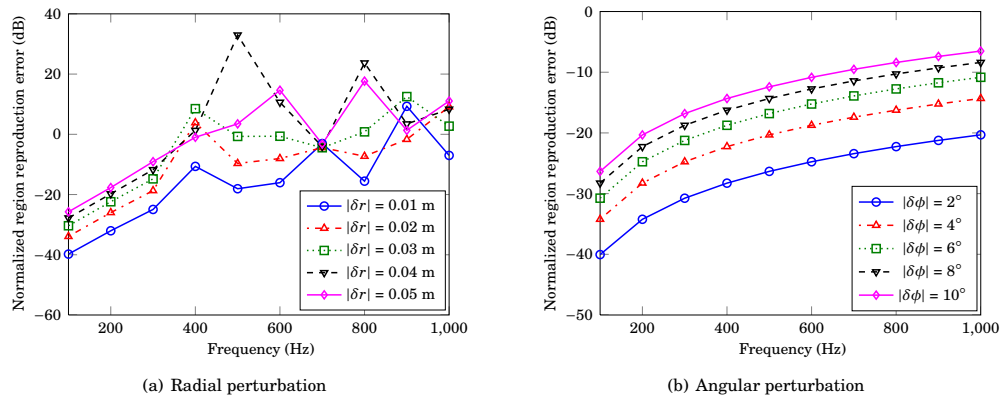 Normalized region reproduction error (dB)
40
20
0
−20
−40
−60
200
400
600
800
1,000
Frequency (Hz)
|δr| = 0.01 m
|δr| = 0.02 m
|δr| = 0.03 m
|δr| = 0.04 m
|δr| = 0.05 m
(a) Radial perturbation
Normalized region reproduction error (dB)
0
−10
−20
−30
−40
−50
200
400
600
800
1,000
Frequency (Hz)
|δϕ| = 2°
|δϕ| = 4°
|δϕ| = 6°
|δϕ| = 8°
|δϕ| = 10°
(b) Angular perturbation